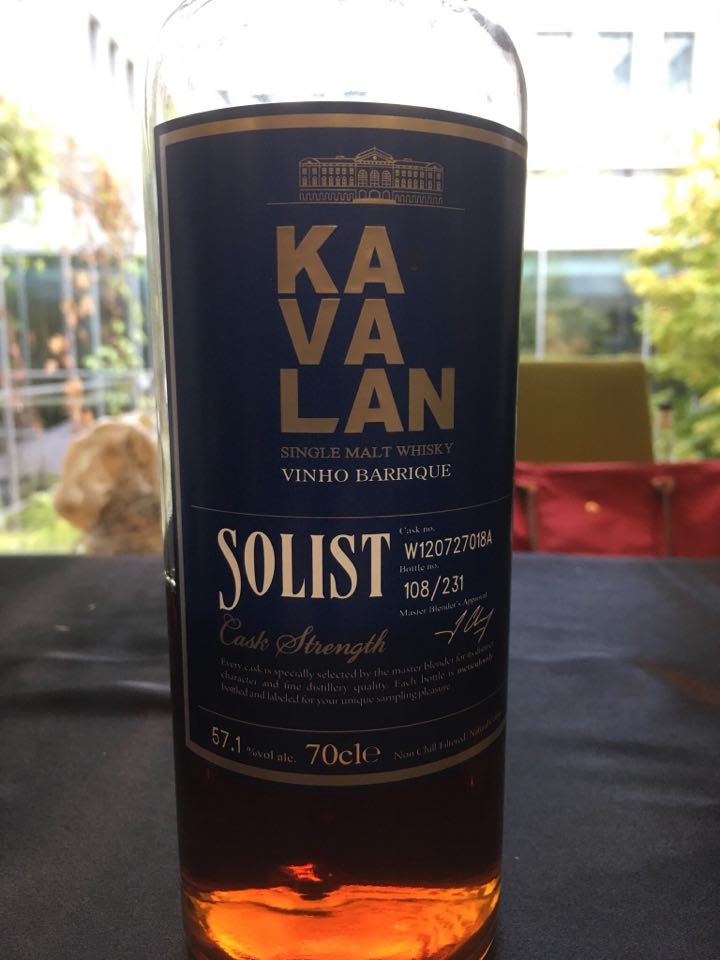 KA
VA
LAN
SINGLE MALT WHISKY
VINHO BARRIQUE
SOLIST
Cask no.
W120727018A
Bottle no.
108/231
Master Blender's Approval
Cask Strength
Every cask is specially selected by the master blender for its distinct
character and fine distillery quality. Each bottle is meticulously
bottled and labeled for your unique sampling pleasure
57.1 %vol alc. 70cl e Non Chill-Filtered, Natural